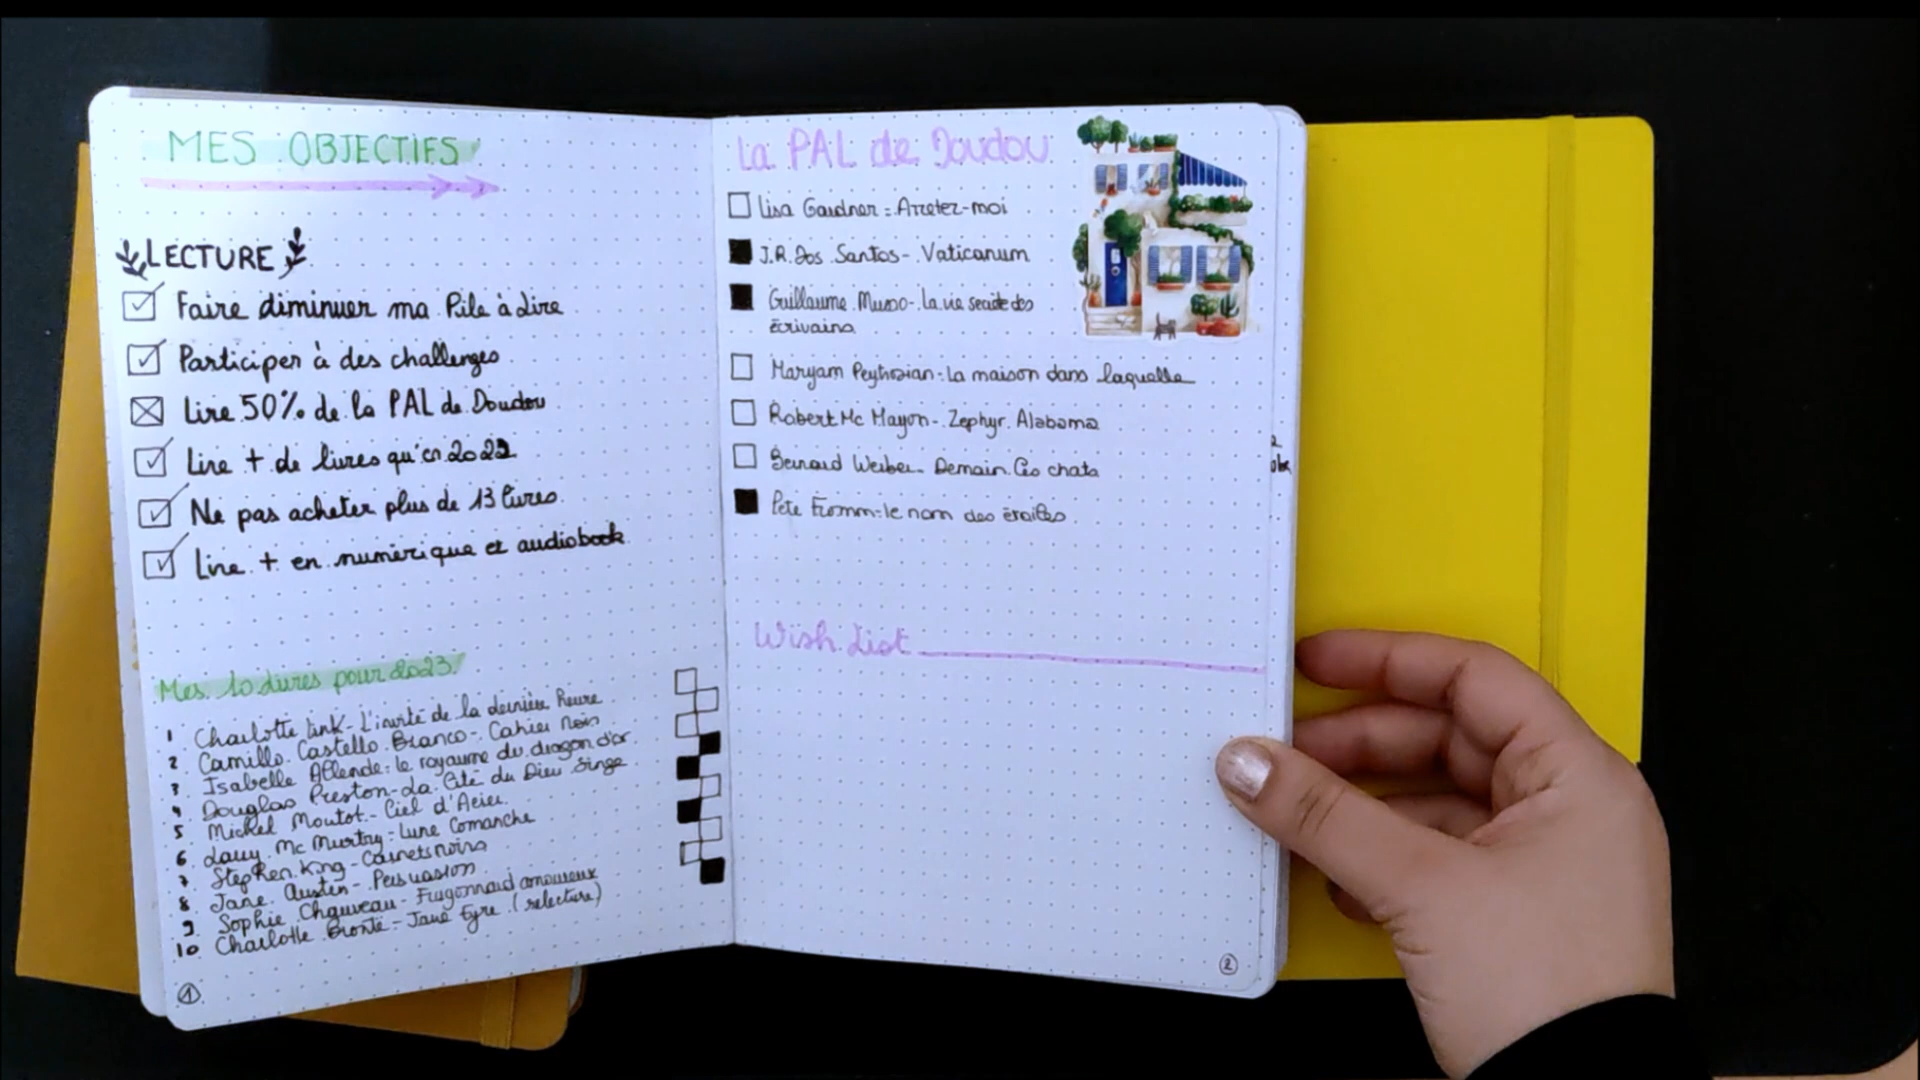 MES OBJECTIFS
LECTURE
Faire diminuer ma Pile à Lire
Participer à des challenges
Lire 50% de la PAL de Doudou
Lire + de livres qu'en 2022
Ne pas acheter plus de 13 livres
Lire + en numérique et audiobook
Mes 10 livres pour 2023
1 Charlotte Link - L'invité de la dernière heure
2 Camillo Castello Branco - Cahier Noir
3 Isabelle Allende : le royaume du dragon d'or
4 Douglas Preston - La Cité du Dieu Singe
5 Michel Moutot - Ciel d'Acier
6 Larry Mc Murtry : Lune Comanche
7 Stephen King - Carnets noirs
8 Jane Austen - Persuasion
9 Sophie Chauveau - Fragonnard amoureux
10 Charlotte Brontë - Jane Eyre (relecture)
1
La PAL de Doudou
Lisa Gardner : Arretez-moi
J.R. Dos Santos - Vaticanum
Guillaume Musso - la vie secrète des
écrivains
Maryam Petrosian : La maison dans laquelle
Robert Mc Mayon - Zephyr Alabama
Bernard Werber - Demain les chats
Pete Fromm : le nom des étoiles
Wish List
2